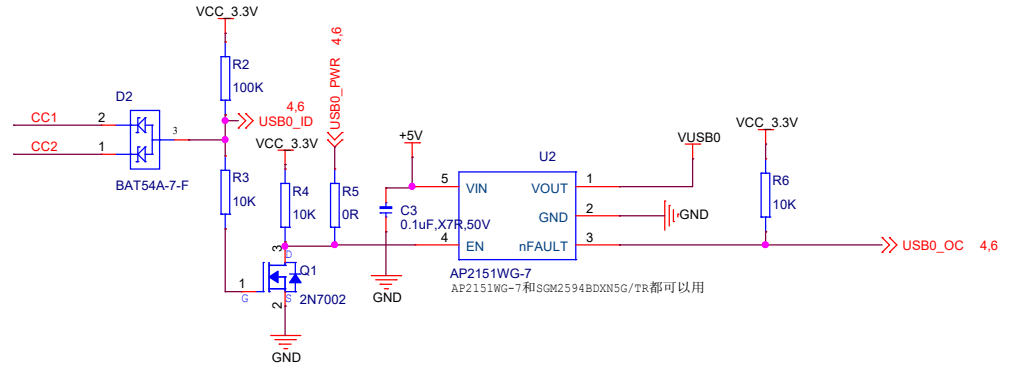 VCC_3.3V
R2
100K
USB0_PWR 4,6
D2
4,6
USB0_ID
CC1
2
3
CC2
1
BAT54A-7-F
VCC_3.3V
+5V
U2
VUSB0
VCC_3.3V
R3
10K
R4
10K
R5
0R
C3
0.1uF,X7R,50V
5
VIN
VOUT
1
GND
2
GND
4
EN
nFAULT
3
R6
10K
USB0_OC 4,6
AP2151WG-7
AP2151WG-7和SGM2594BDXN5G/TR都可以用
3
D
Q1
1
G
S
2N7002
2
GND
GND